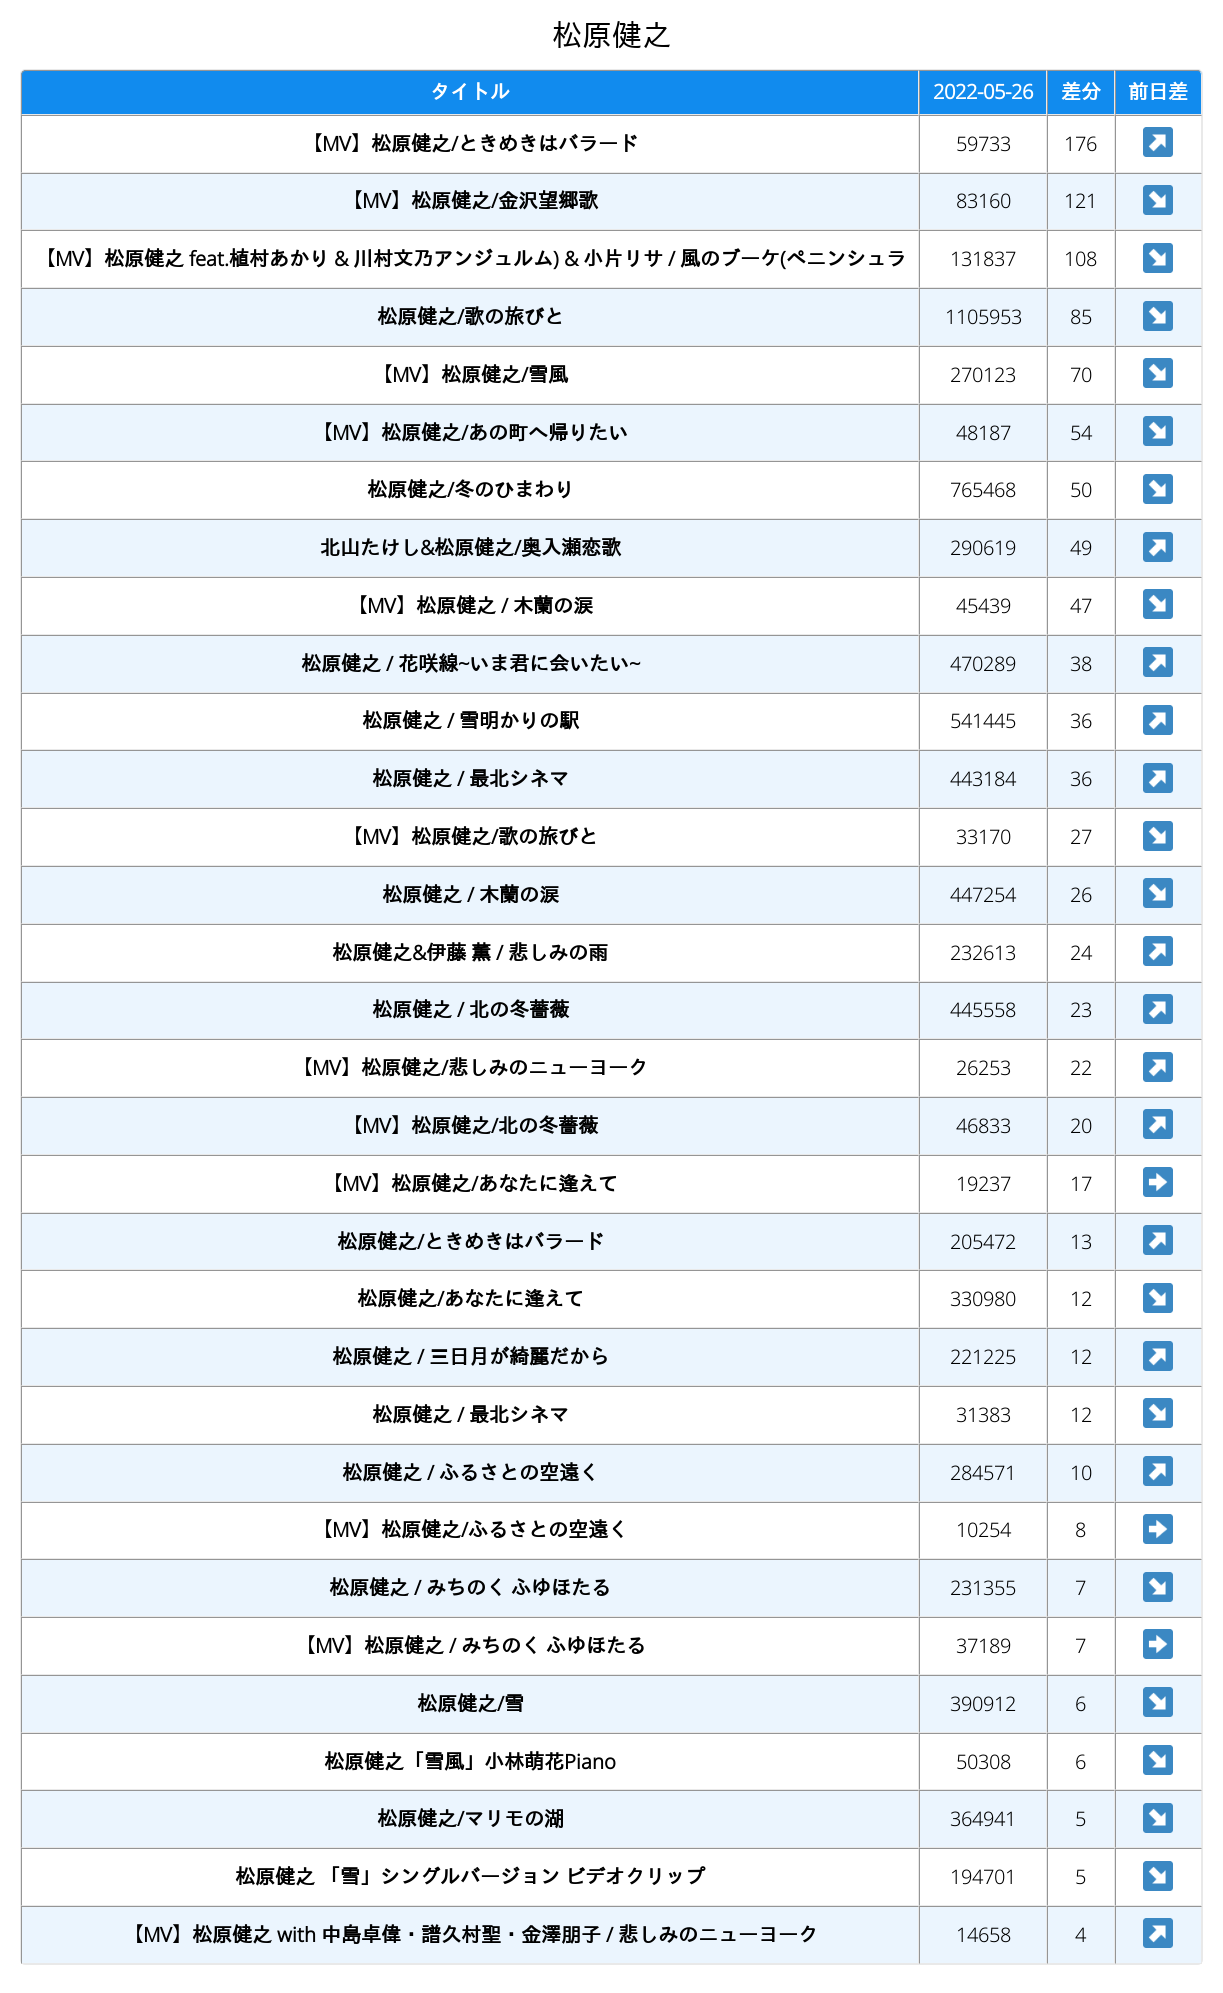 松原健之
タイトル 2022-05-26 差分 前日差
【MV】松原健之/ときめきはバラード 59733 176
【MV】松原健之/金沢望郷歌 83160 121
【MV】松原健之 feat.植村あかり & 川村文乃アンジュルム) & 小片リサ / 風のブーケ(ペニンシュラ 131837 108
松原健之/歌の旅びと 1105953 85
【MV】松原健之/雪風 270123 70
【MV】松原健之/あの町へ帰りたい 48187 54
松原健之/冬のひまわり 765468 50
北山たけし&松原健之/奥入瀬恋歌 290619 49
【MV】松原健之 / 木蘭の涙 45439 47
松原健之 / 花咲線~いま君に会いたい~ 470289 38
松原健之 / 雪明かりの駅 541445 36
松原健之 / 最北シネマ 443184 36
【MV】松原健之/歌の旅びと 33170 27
松原健之 / 木蘭の涙 447254 26
松原健之&伊藤 薫 / 悲しみの雨 232613 24
松原健之 / 北の冬薔薇 445558 23
【MV】松原健之/悲しみのニューヨーク 26253 22
【MV】松原健之/北の冬薔薇 46833 20
【MV】松原健之/あなたに逢えて 19237 17
松原健之/ときめきはバラード 205472 13
松原健之/あなたに逢えて 330980 12
松原健之 / 三日月が綺麗だから 221225 12
松原健之 / 最北シネマ 31383 12
松原健之 / ふるさとの空遠く 284571 10
【MV】松原健之/ふるさとの空遠く 10254 8
松原健之 / みちのく ふゆほたる 231355 7
【MV】松原健之 / みちのく ふゆほたる 37189 7
松原健之/雪 390912 6
松原健之「雪風」小林萌花Piano 50308 6
松原健之/マリモの湖 364941 5
松原健之 「雪」シングルバージョン ビデオクリップ 194701 5
【MV】松原健之 with 中島卓偉・譜久村聖・金澤朋子 / 悲しみのニューヨーク 14658 4